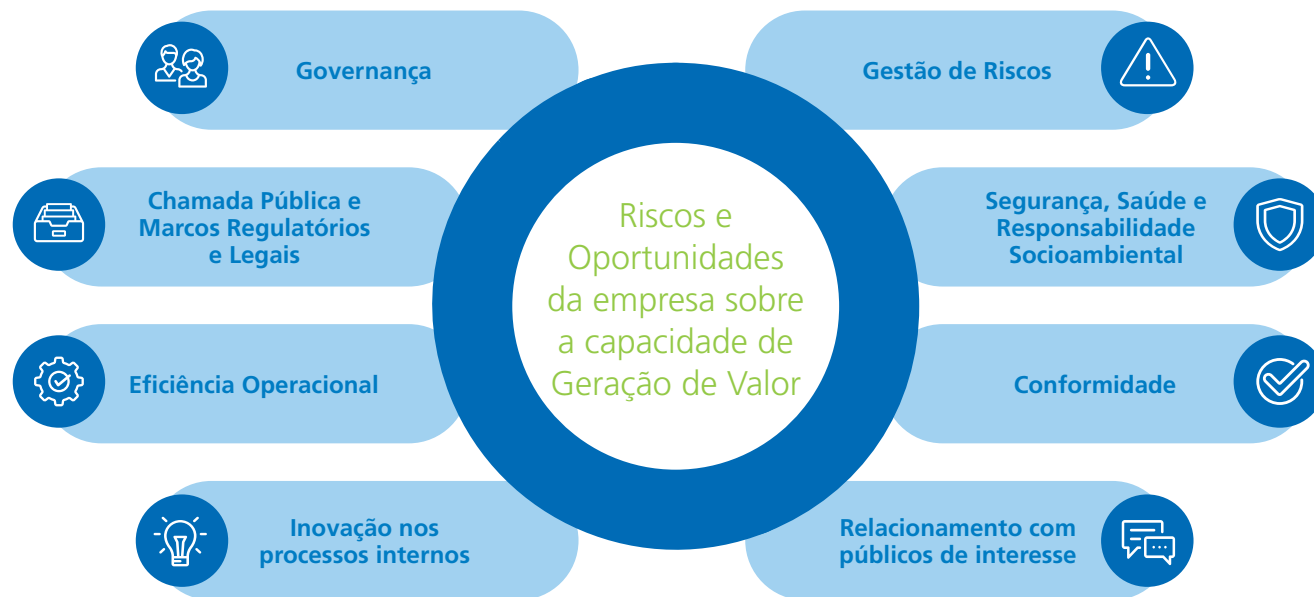 Governança
Gestão de Riscos
Chamada Pública e
Marcos Regulatórios
e Legais
Segurança, Saúde e
Responsabilidade
Socioambiental
Riscos e
Oportunidades
da empresa sobre
a capacidade de
Geração de Valor
Eficiência Operacional
Conformidade
Inovação nos
processos internos
Relacionamento com
públicos de interesse